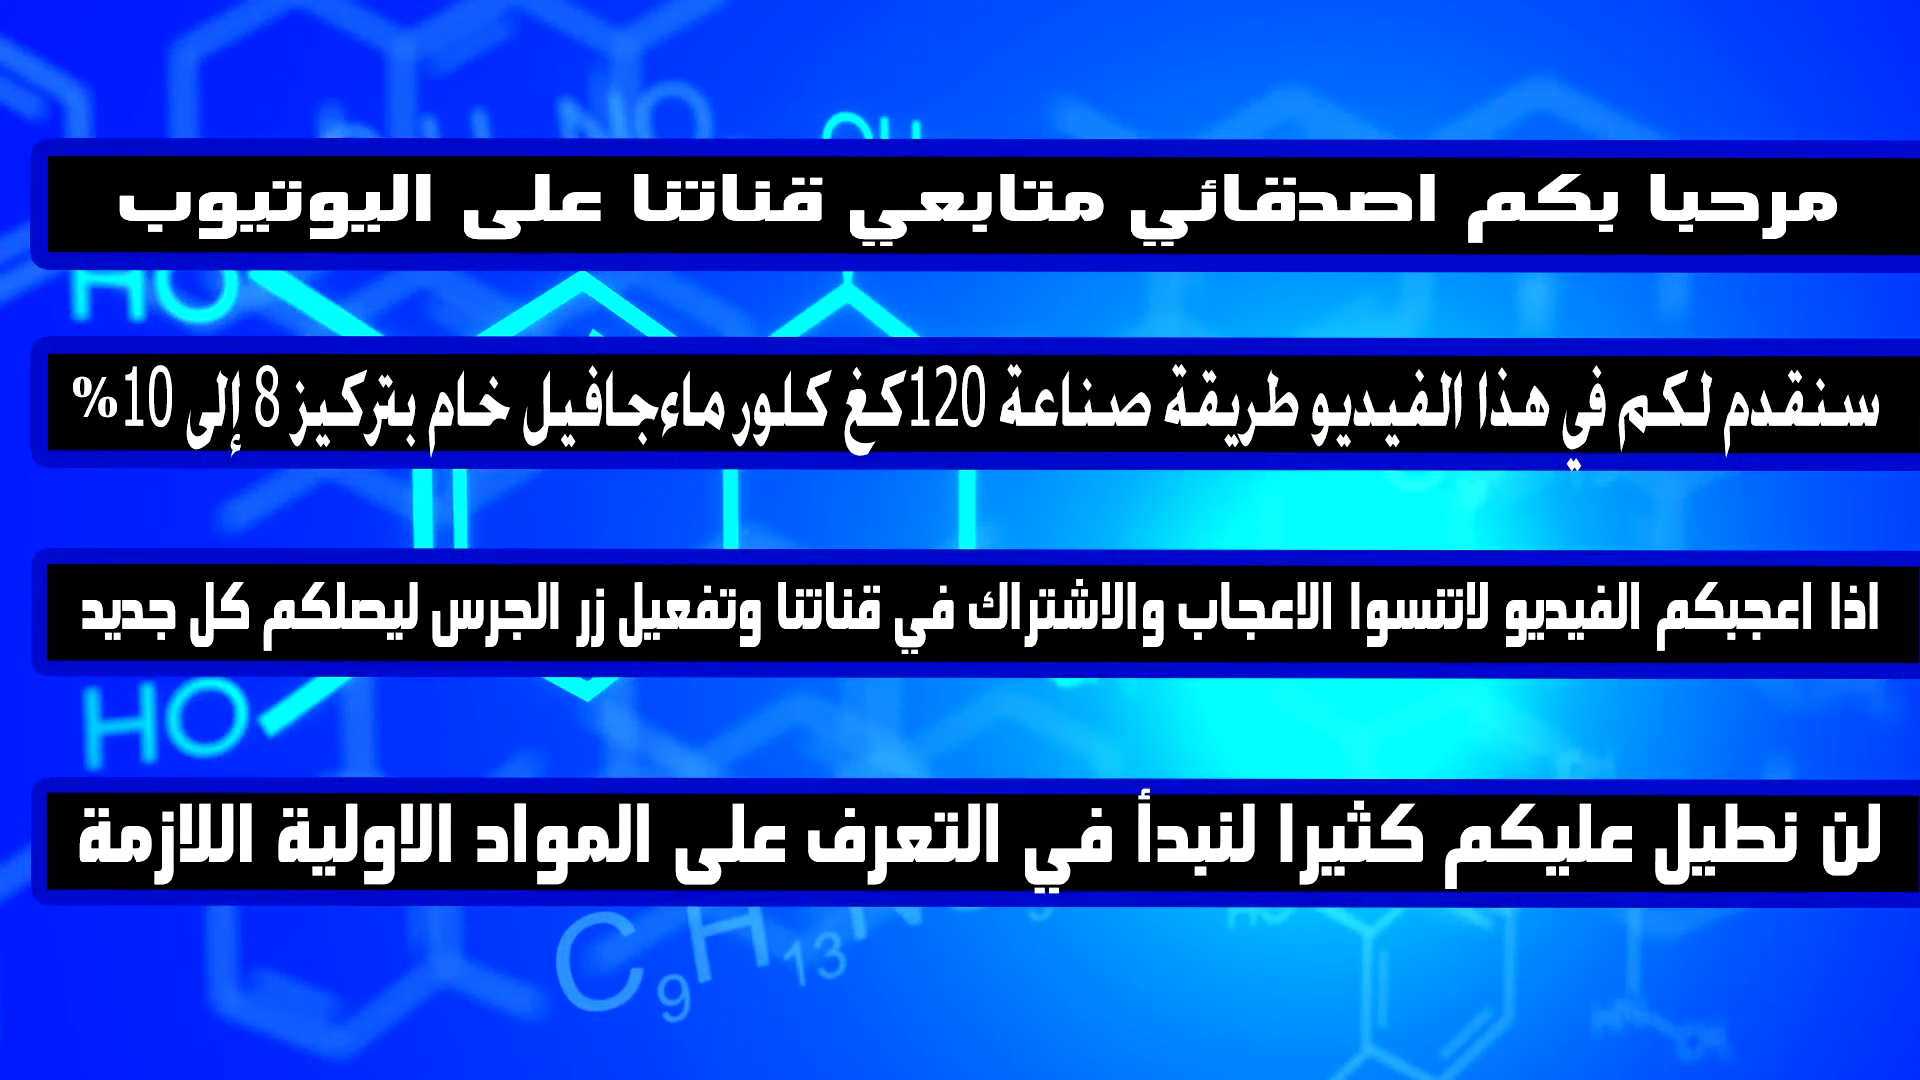 OH
مرحبا بكم اصدقائي متابعي قناتنا على اليوتيوب
HO
سنقدم لكم في هذا الفيديو طريقة صناعة 120كغ كلور ماءجافيل خام بتركيز 8 إلى 10%
اذا اعجبكم الفيديو لاتنسوا الاعجاب والاشتراك في قناتنا وتفعيل زر الجرس ليصلكم كل جديد
HO
لن نطيل عليكم كثيرا لنبدأ في التعرف على المواد الاولية اللازمة
C9H13